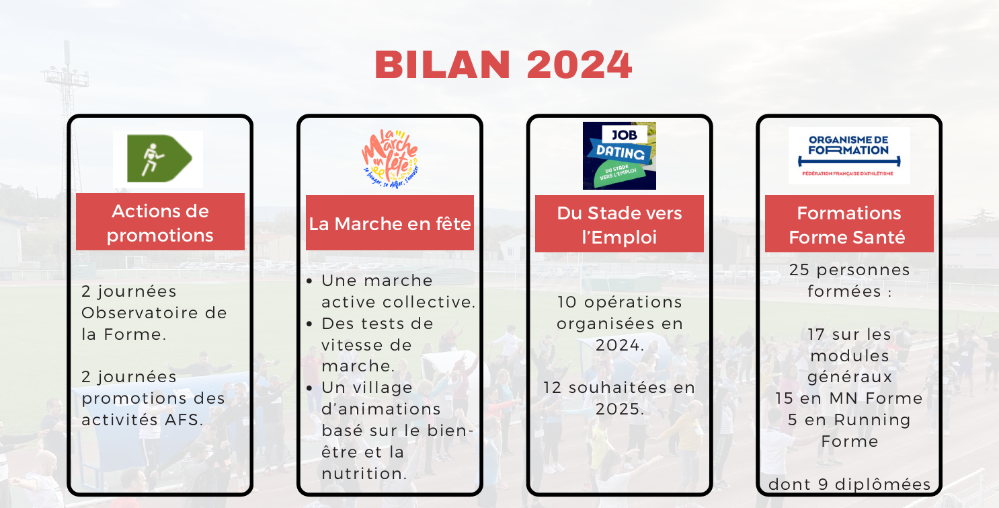 BILAN 2024
Actions de
promotions
2 journées
Observatoire de
la Forme.
2 journées
promotions des
activités AFS.
La
Marche
en fête
se bouger, se défier, s'amuser
La Marche en fête
• Une marche
active collective.
• Des tests de
vitesse de
marche.
• Un village
d’animations
basé sur le bien-
être et la
nutrition.
JOB
DATING
DU STADE
VERS L'EMPLOI
Du Stade vers
l’Emploi
10 opérations
organisées en
2024.
12 souhaitées en
2025.
ORGANISME DE
FORMATION
FÉDÉRATION FRANÇAISE D'ATHLÉTISME
Formations
Forme Santé
25 personnes
formées :
17 sur les
modules
généraux
15 en MN Forme
5 en Running
Forme
dont 9 diplômées